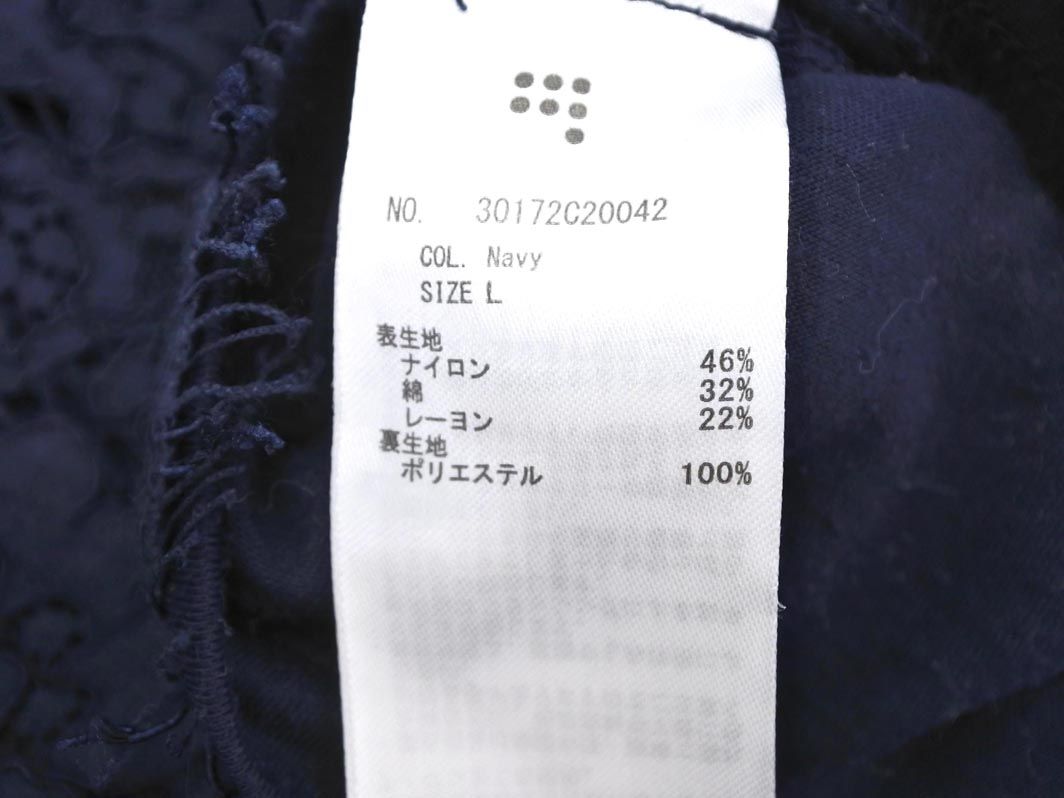 NO. 30172C20042
COL. Navy
SIZE L
表生地
ナイロン 46%
綿 32%
レーヨン 22%
裏生地
ポリエステル 100%